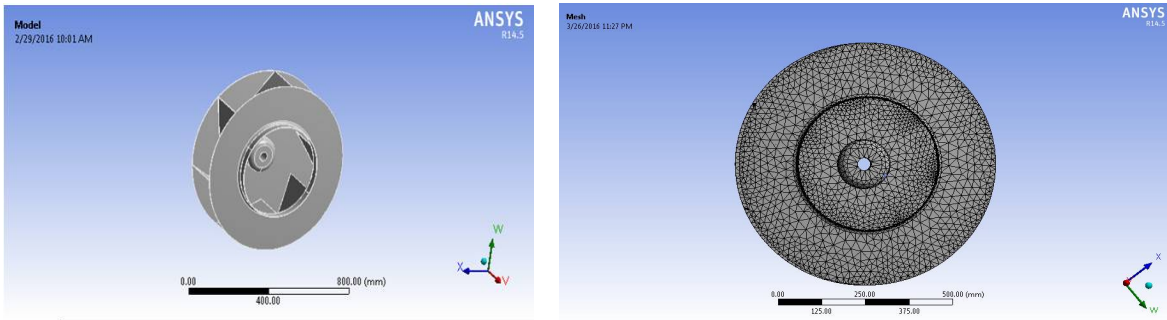 Model
2/29/2016 10:01 AM
ANSYS
R14.5
W
X
V
0.00
800.00 (mm)
400.00
Mesh
3/26/2016 11:27 PM
ANSYS
R14.5
X
W
0.00
250.00
500.00 (mm)
125.00
375.00